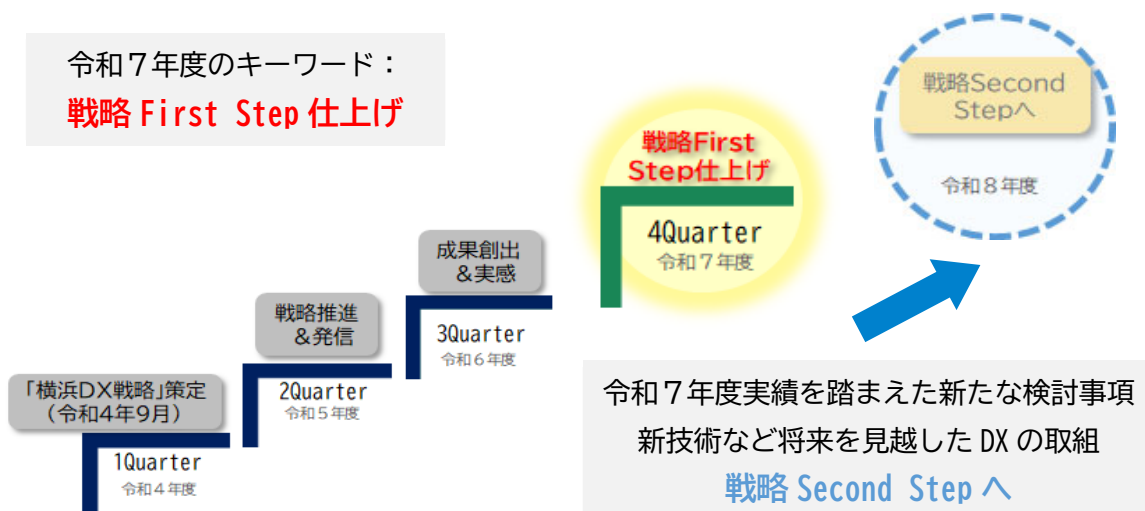 令和７年度のキーワード：
戦略 First Step 仕上げ
戦略Second
Stepへ
令和８年度
戦略First
Step仕上げ
4Quarter
令和７年度
成果創出
＆実感
3Quarter
令和６年度
戦略推進
＆発信
2Quarter
令和５年度
「横浜DX戦略」策定
（令和4年9月）
1Quarter
令和４年度
令和７年度実績を踏まえた新たな検討事項
新技術など将来を見越した DX の取組
戦略 Second Step へ